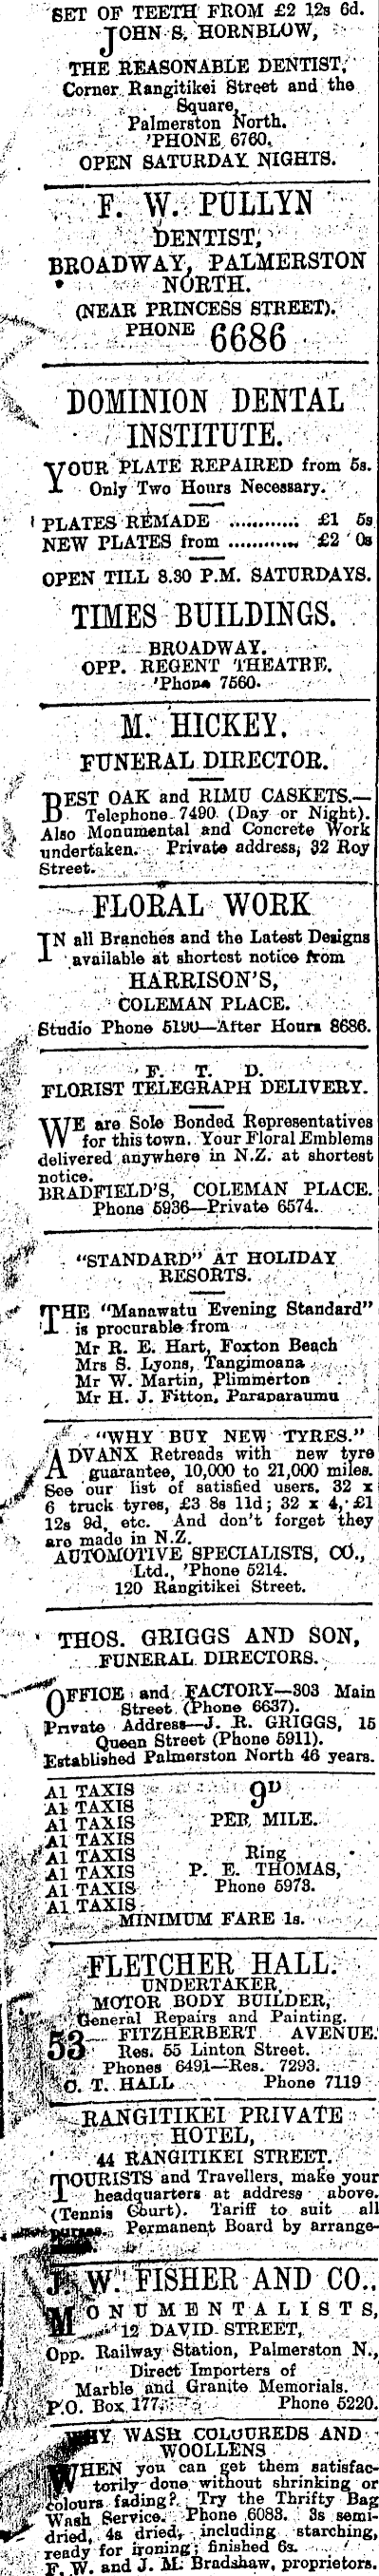 SET OF TEETH FROM £2 12s 6d.
JOHN S. HORNBLOW,
THE REASONABLE DENTIST,
Corner Rangitikei Street and the
Square,
Palmerston North.
'PHONE 6760.
OPEN SATURDAY NIGHTS.
F. W. PULLYN
DENTIST,
BROADWAY, PALMERSTON
NORTH.
(NEAR PRINCESS STREET).
PHONE 6686
DOMINION DENTAL
INSTITUTE.
YOUR PLATE REPAIRED from 5s.
Only Two Hours Necessary.
PLATES REMADE ........... £1 5s
NEW PLATES from ........... £2 0s
OPEN TILL 8.30 P.M. SATURDAYS.
TIMES BUILDINGS.
BROADWAY.
OPP. REGENT THEATRE.
'Phone 7560.
M. HICKEY.
FUNERAL DIRECTOR.
BEST OAK and RIMU CASKETS.—
Telephone 7490 (Day or Night).
Also Monumental and Concrete Work
undertaken. Private address, 32 Roy
Street.
FLORAL WORK
IN all Branches and the Latest Designs
available at shortest notice from
HARRISON'S,
COLEMAN PLACE.
Studio Phone 5190—After Hours 8686.
F. T. D.
FLORIST TELEGRAPH DELIVERY.
WE are Sole Bonded Representatives
for this town. Your Floral Emblems
delivered anywhere in N.Z. at shortest
notice.
BRADFIELD'S, COLEMAN PLACE.
Phone 5936—Private 6574.
"STANDARD" AT HOLIDAY
RESORTS.
THE "Manawatu Evening Standard"
is procurable from
Mr R. E. Hart, Foxton Beach
Mrs S. Lyons, Tangimoana
Mr W. Martin, Plimmerton
Mr H. J. Fitton, Paraparaumu
"WHY BUY NEW TYRES."
ADVANX Retreads with new tyre
guarantee, 10,000 to 21,000 miles.
See our list of satisfied users. 32 x
6 truck tyres, £3 8s 11d; 32 x 4, £1
12s 9d, etc. And don't forget they
are made in N.Z.
AUTOMOTIVE SPECIALISTS, CO.,
Ltd., 'Phone 5214.
120 Rangitikei Street.
THOS. GRIGGS AND SON,
FUNERAL DIRECTORS.
OFFICE and FACTORY—303 Main
Street (Phone 6637).
Private Address—J. R. GRIGGS, 15
Queen Street (Phone 5911).
Established Palmerston North 46 years.
A1 TAXIS 9D
A1 TAXIS
A1 TAXIS PER MILE.
A1 TAXIS
A1 TAXIS Ring
A1 TAXIS P. E. THOMAS,
A1 TAXIS Phone 5973.
A1 TAXIS
MINIMUM FARE 1s.
FLETCHER HALL.
UNDERTAKER,
MOTOR BODY BUILDER,
General Repairs and Painting.
53 FITZHERBERT AVENUE.
Res. 55 Linton Street.
Phones 6491—Res. 7293.
C. T. HALL Phone 7119
RANGITIKEI PRIVATE
HOTEL,
44 RANGITIKEI STREET.
TOURISTS and Travellers, make your
headquarters at address above.
(Tennis Court). Tariff to suit all
purses. Permanent Board by arrange-
J. W. FISHER AND CO.,
MONUMENTALISTS,
12 DAVID STREET,
Opp. Railway Station, Palmerston N.,
Direct Importers of
Marble and Granite Memorials.
P.O. Box 177. Phone 5220.
WHY WASH COLOUREDS AND
WOOLLENS
WHEN you can get them satisfac-
torily done without shrinking or
colours fading? Try the Thrifty Bag
Wash Service. Phone 6083. 3s semi-
dried, 4s dried, including starching,
ready for ironing; finished 6s.
F. W. and J. M. Bradshaw, proprietors.